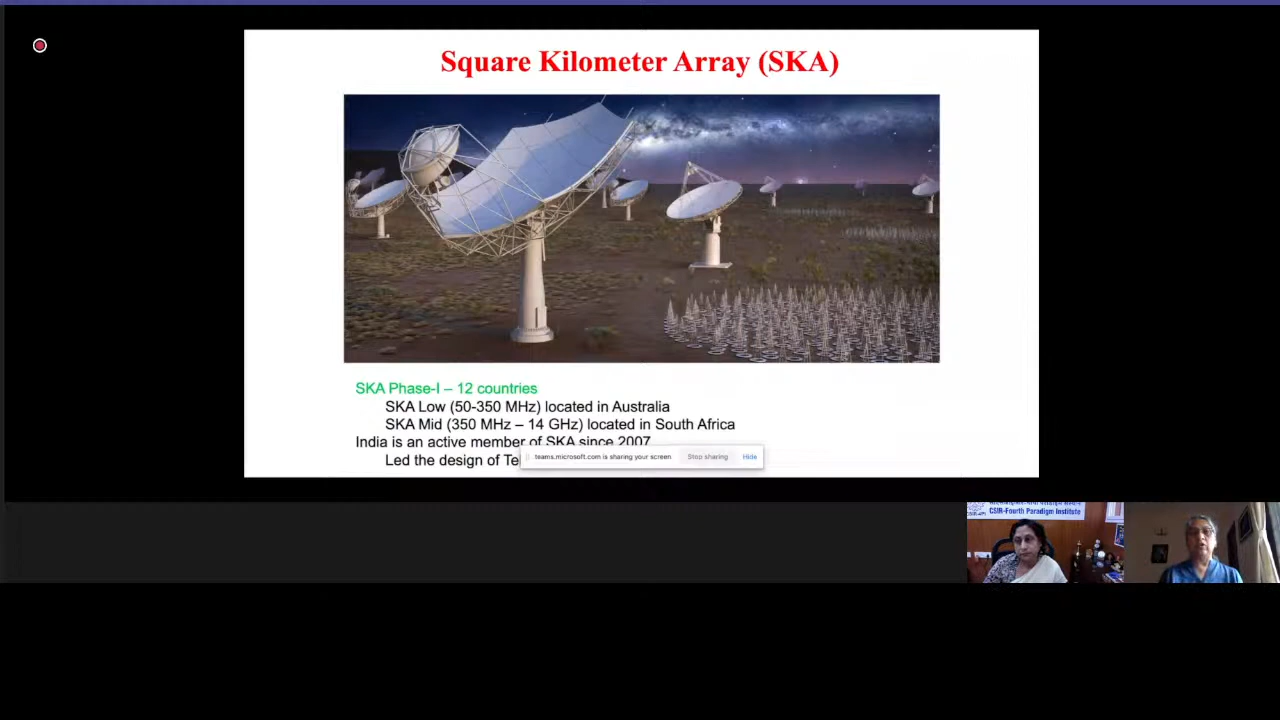 Square Kilometer Array (SKA)
SKA Phase-I – 12 countries
SKA Low (50-350 MHz) located in Australia
SKA Mid (350 MHz – 14 GHz) located in South Africa
India is an active member of SKA since 2007
Led the design of
teams.microsoft.com is sharing your screen Stop sharing Hide
CSIR-Fourth Paradigm Institute